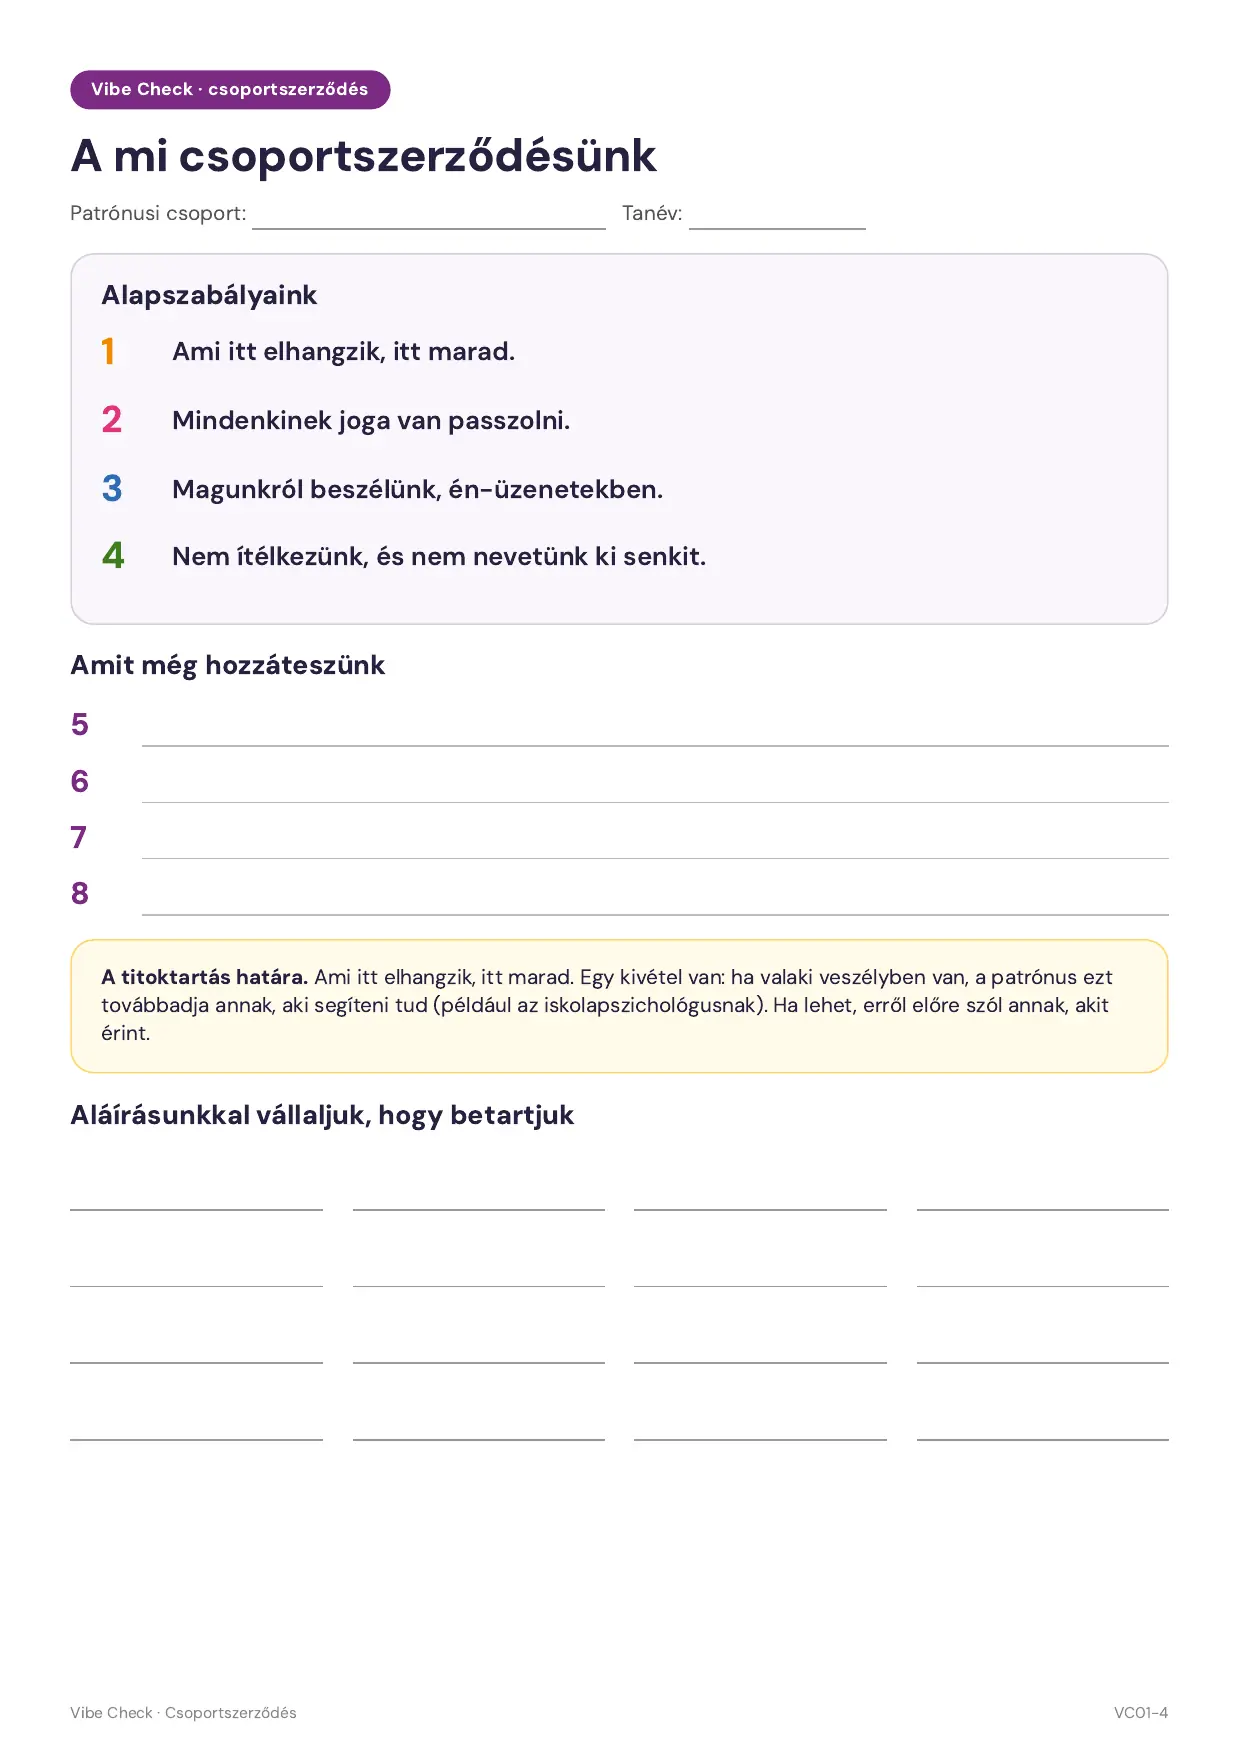 Vibe Check · csoportszerződés
A mi csoportszerződésünk
Patrónusi csoport: Tanév:
Alapszabályaink
1 Ami itt elhangzik, itt marad.
2 Mindenkinek joga van passzolni.
3 Magunkról beszélünk, én-üzenetekben.
4 Nem ítélkezünk, és nem nevetünk ki senkit.
Amit még hozzáteszünk
5
6
7
8
A titoktartás határa. Ami itt elhangzik, itt marad. Egy kivétel van: ha valaki veszélyben van, a patrónus ezt
továbbadja annak, aki segíteni tud (például az iskolapszichológusnak). Ha lehet, erről előre szól annak, akit
érint.
Aláírásunkkal vállaljuk, hogy betartjuk
Vibe Check · Csoportszerződés VC01-4